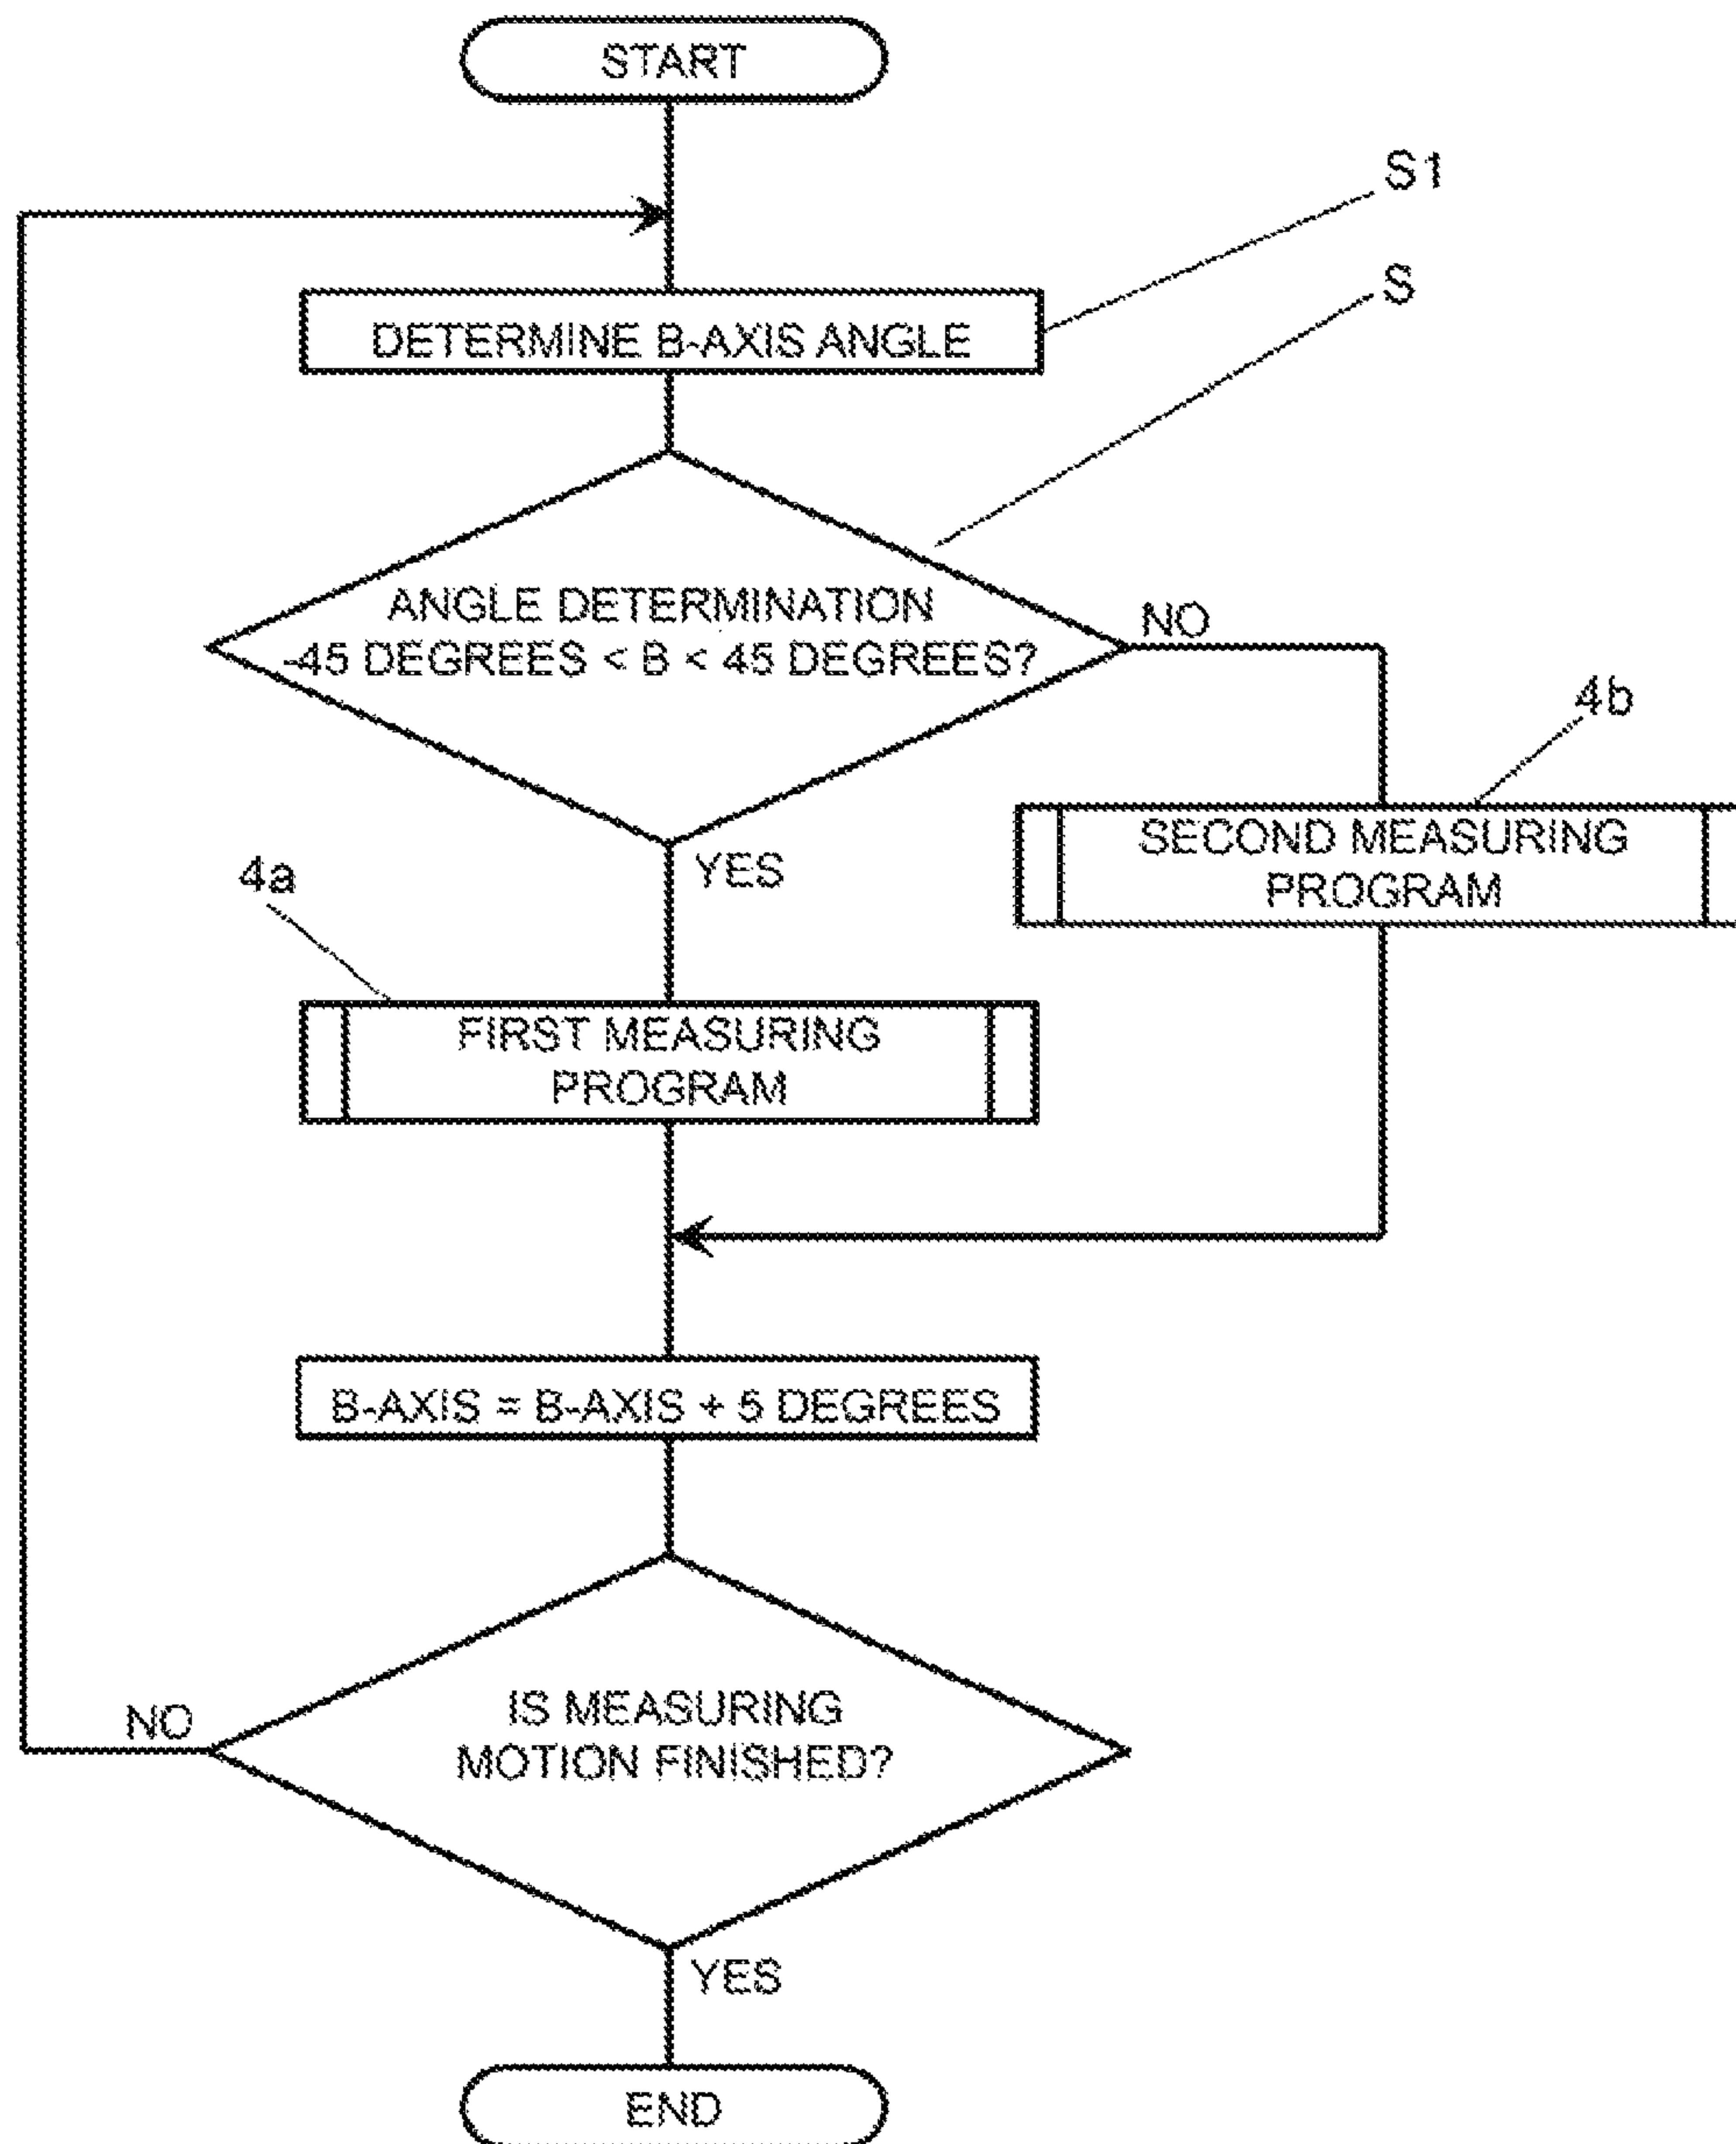 START
S1
DETERMINE B-AXIS ANGLE
S
ANGLE DETERMINATION
-45 DEGREES < B < 45 DEGREES?
NO
4b
SECOND MEASURING
PROGRAM
YES
4a
FIRST MEASURING
PROGRAM
B-AXIS = B-AXIS + 5 DEGREES
IS MEASURING
MOTION FINISHED?
NO
YES
END